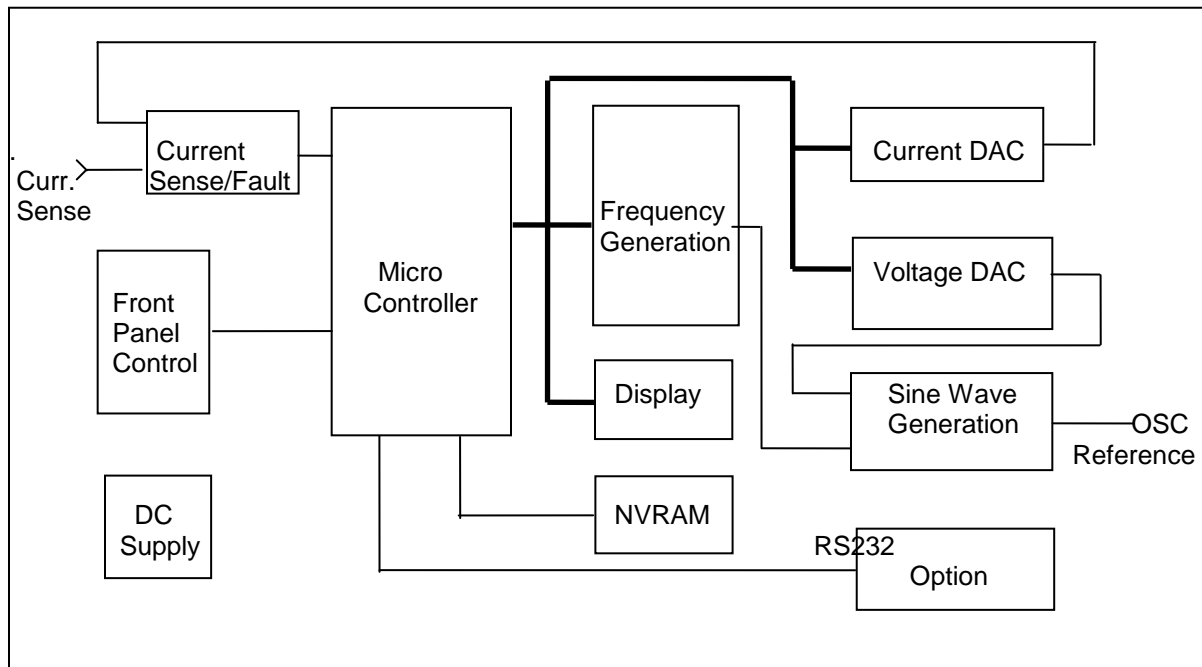 Current
Sense/Fault
.
Curr.
Sense
Front
Panel
Control
DC
Supply
Micro
Controller
Frequency
Generation
Display
NVRAM
Current DAC
Voltage DAC
Sine Wave
Generation
OSC
Reference
RS232
Option